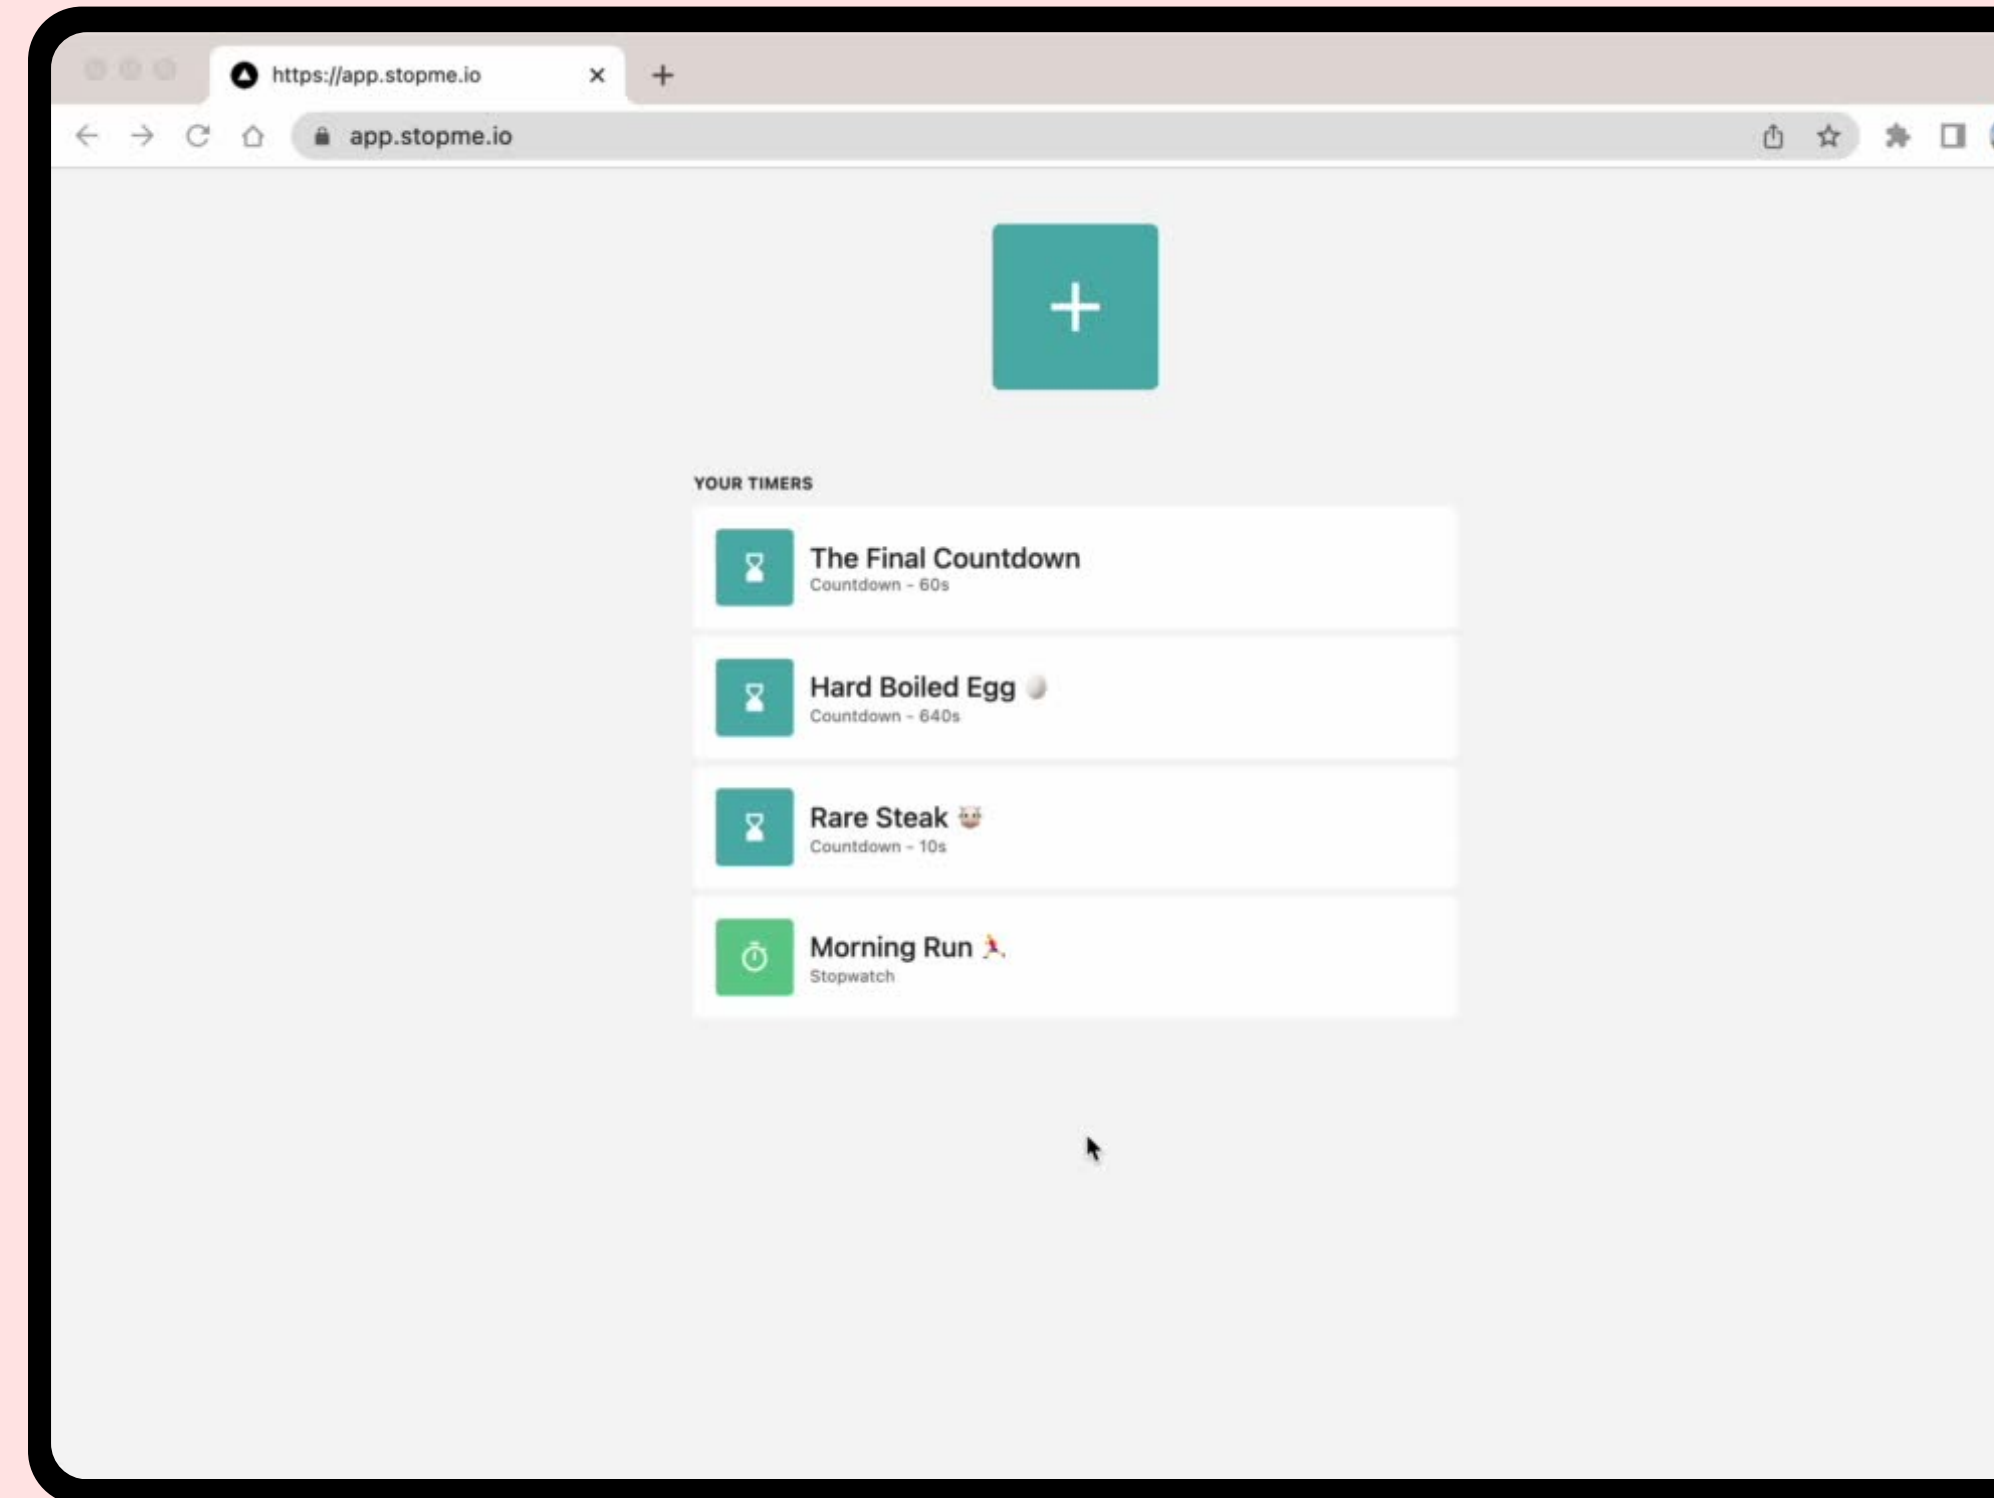 https://app.stopme.io
app.stopme.io
YOUR TIMERS
The Final Countdown
Countdown - 60s
Hard Boiled Egg 🥚
Countdown - 640s
Rare Steak 🐮
Countdown - 10s
Morning Run 🏃
Stopwatch